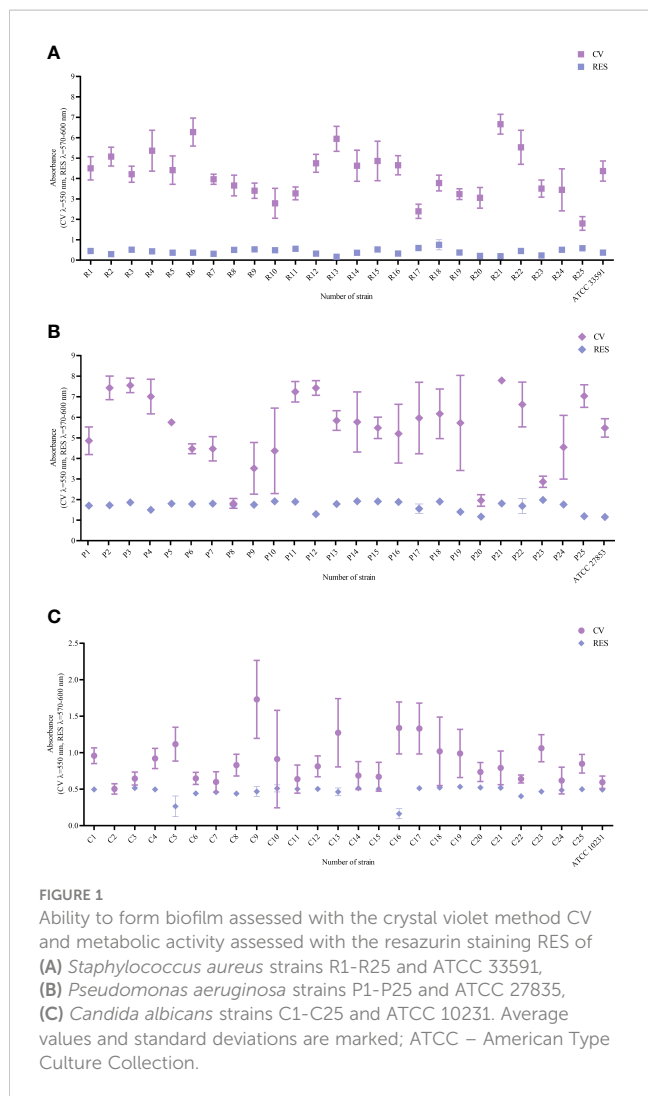 A
CV
RES
9
8
7
6
5
4
3
2
1
0
Absorbance
(CV λ=550 nm, RES λ=570-600 nm)
R1 R2 R3 R4 R5 R6 R7 R8 R9 R10 R11 R12 R13 R14 R15 R16 R17 R18 R19 R20 R21 R22 R23 R24 R25 ATCC 33591
Number of strain
B
CV
RES
9
8
7
6
5
4
3
2
1
0
Absorbance
(CV λ=550 nm, RES λ=570-600 nm)
P1 P2 P3 P4 P5 P6 P7 P8 P9 P10 P11 P12 P13 P14 P15 P16 P17 P18 P19 P20 P21 P22 P23 P24 P25 ATCC 27853
Number of strain
C
CV
RES
2.5
2.0
1.5
1.0
0.5
0.0
Absorbance
(CV λ=550 nm, RES λ=570-600 nm)
C1 C2 C3 C4 C5 C6 C7 C8 C9 C10 C11 C12 C13 C14 C15 C16 C17 C18 C19 C20 C21 C22 C23 C24 C25 ATCC 10231
Number of strain
FIGURE 1
Ability to form biofilm assessed with the crystal violet method CV
and metabolic activity assessed with the resazurin staining RES of
(A) Staphylococcus aureus strains R1-R25 and ATCC 33591,
(B) Pseudomonas aeruginosa strains P1-P25 and ATCC 27835,
(C) Candida albicans strains C1-C25 and ATCC 10231. Average
values and standard deviations are marked; ATCC – American Type
Culture Collection.